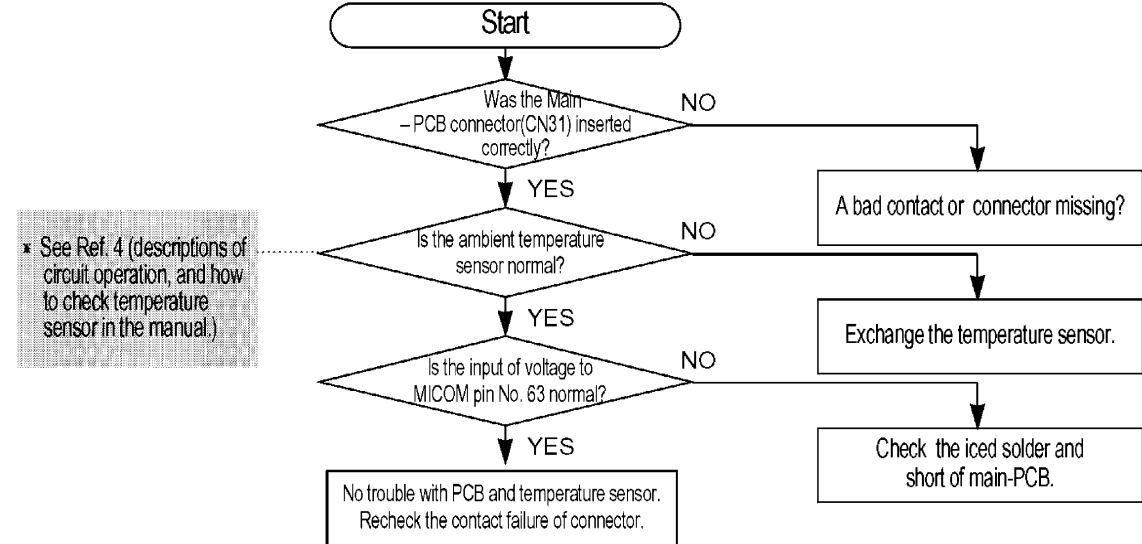 Start
Was the Main
– PCB connector(CN31) inserted
correctly?
NO
YES
A bad contact or connector missing?
* See Ref. 4 (descriptions of
circuit operation, and how
to check temperature
sensor in the manual.)
Is the ambient temperature
sensor normal?
NO
YES
Exchange the temperature sensor.
Is the input of voltage to
MICOM pin No. 63 normal?
NO
YES
Check the iced solder and
short of main-PCB.
No trouble with PCB and temperature sensor.
Recheck the contact failure of connector.